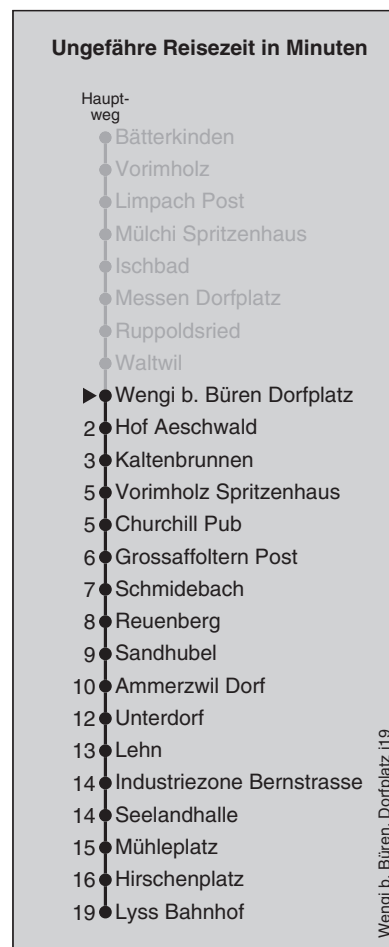 Ungefähre Reisezeit in Minuten
Haupt-
weg
Bätterkinden
Vorimholz
Limpach Post
Mülchi Spritzenhaus
Ischbad
Messen Dorfplatz
Ruppoldsried
Waltwil
Wengi b. Büren Dorfplatz
2 Hof Aeschwald
3 Kaltenbrunnen
5 Vorimholz Spritzenhaus
5 Churchill Pub
6 Grossaffoltern Post
7 Schmidebach
8 Reuenberg
9 Sandhubel
10 Ammerzwil Dorf
12 Unterdorf
13 Lehn
14 Industriezone Bernstrasse
14 Seelandhalle
15 Mühleplatz
16 Hirschenplatz
19 Lyss Bahnhof
Wengi b. Büren, Dorfplatz j19